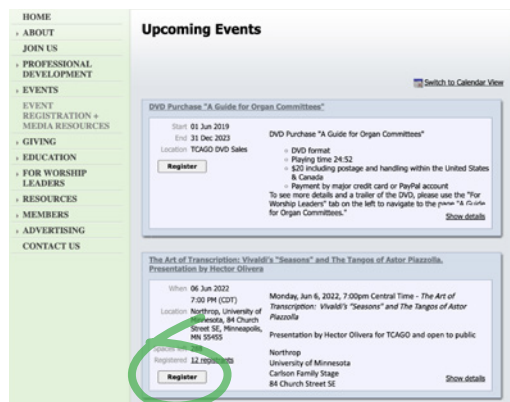 HOME
ABOUT
JOIN US
PROFESSIONAL
DEVELOPMENT
EVENTS
EVENT
REGISTRATION +
MEDIA RESOURCES
GIVING
EDUCATION
FOR WORSHIP
LEADERS
RESOURCES
MEMBERS
ADVERTISING
CONTACT US
Upcoming Events
Switch to Calendar View
DVD Purchase "A Guide for Organ Committees"
Start 01 Jun 2019
End 31 Dec 2023
Location TCAGO DVD Sales
Register
DVD Purchase "A Guide for Organ Committees"
DVD format
Playing time 24:52
$20 including postage and handling within the United States
& Canada
Payment by major credit card or PayPal account
To see more details and a trailer of the DVD, please use the "For
Worship Leaders" tab on the left to navigate to the page "A Guide
for Organ Committees."
Show details
The Art of Transcription: Vivaldi's "Seasons" and The Tangos of Astor Piazzolla.
Presentation by Hector Olivera
When 06 Jun 2022
7:00 PM (CDT)
Location Northrop, University of
Minnesota, 84 Church
Street SE, Minneapolis,
MN 55455
Spaces left
Registered 12 registrants
Register
Monday, Jun 6, 2022, 7:00pm Central Time - The Art of
Transcription: Vivaldi's "Seasons" and The Tangos of Astor
Piazzolla
Presentation by Hector Olivera for TCAGO and open to public
Northrop
University of Minnesota
Carlson Family Stage
84 Church Street SE
Show details